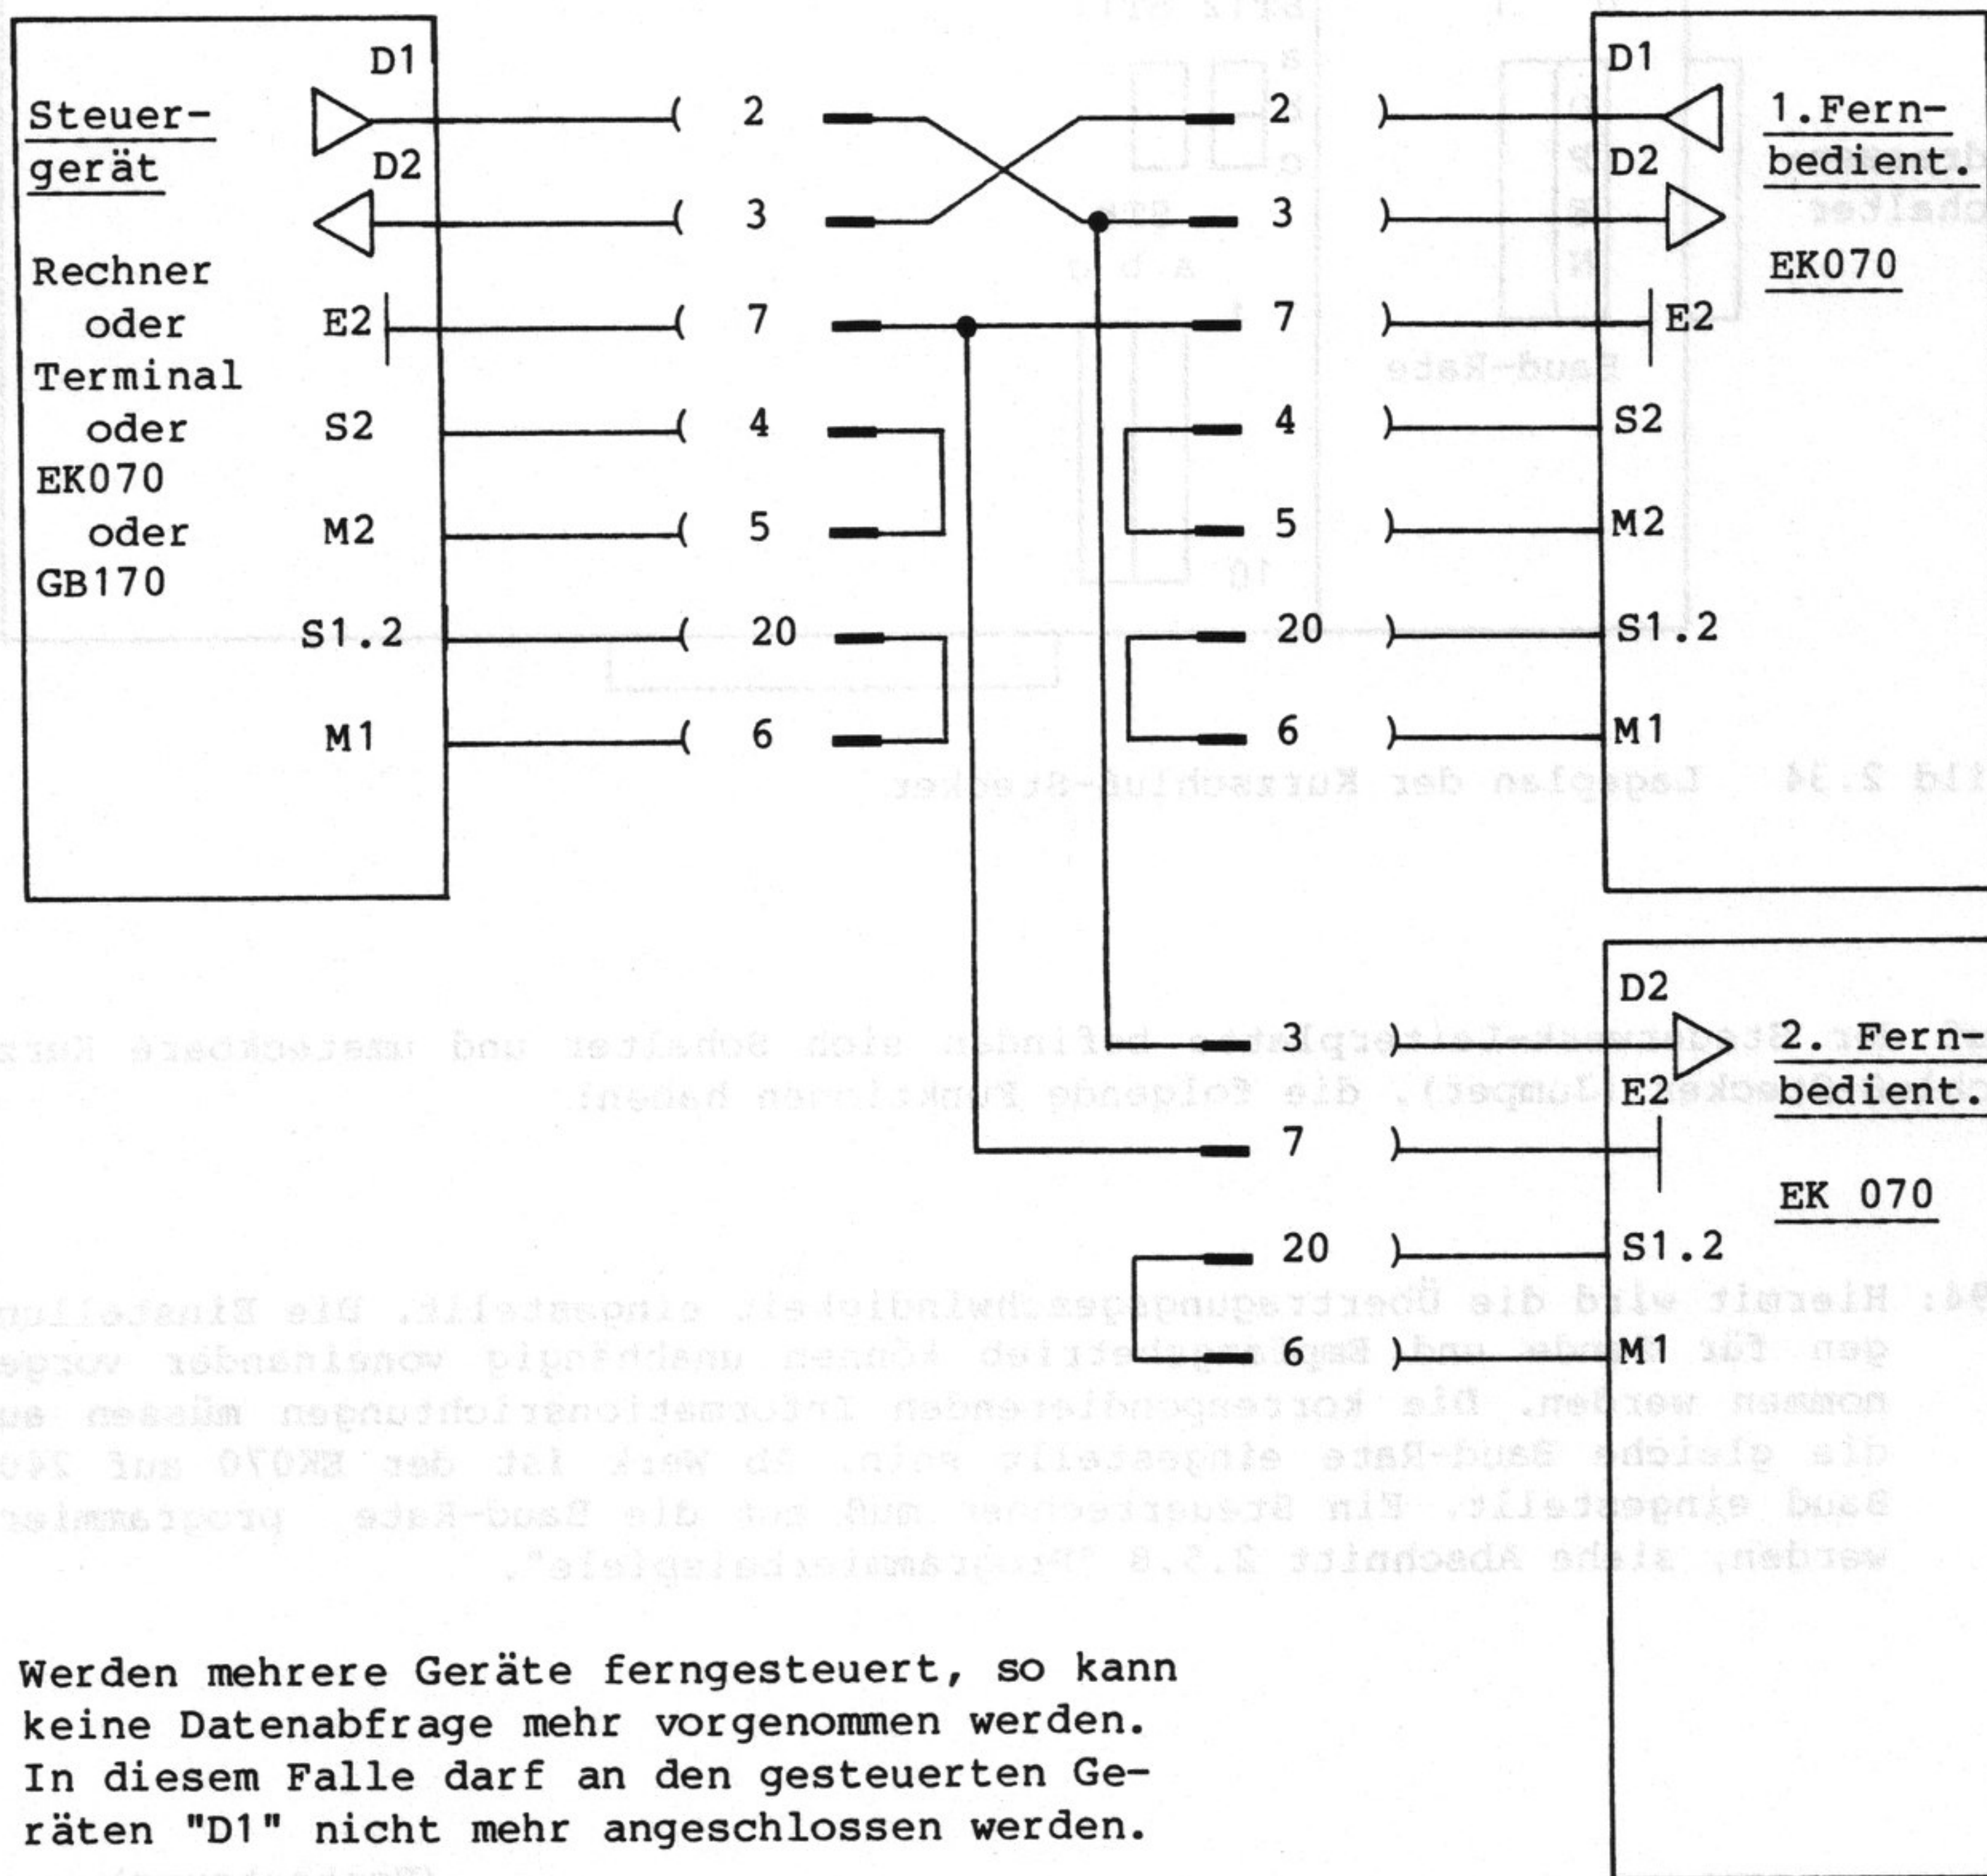 Steuer-
gerät
Rechner
oder
Terminal
oder
EK070
oder
GB170
D1
D2
E2
S2
M2
S1.2
M1
2
3
7
4
5
20
6
2
3
7
4
5
20
6
D1
D2
E2
S2
M2
S1.2
M1
1.Fern-
bedient.
EK070
3
7
20
6
D2
E2
S1.2
M1
2. Fern-
bedient.
EK 070
Werden mehrere Geräte ferngesteuert, so kann
keine Datenabfrage mehr vorgenommen werden.
In diesem Falle darf an den gesteuerten Ge-
räten "D1" nicht mehr angeschlossen werden.